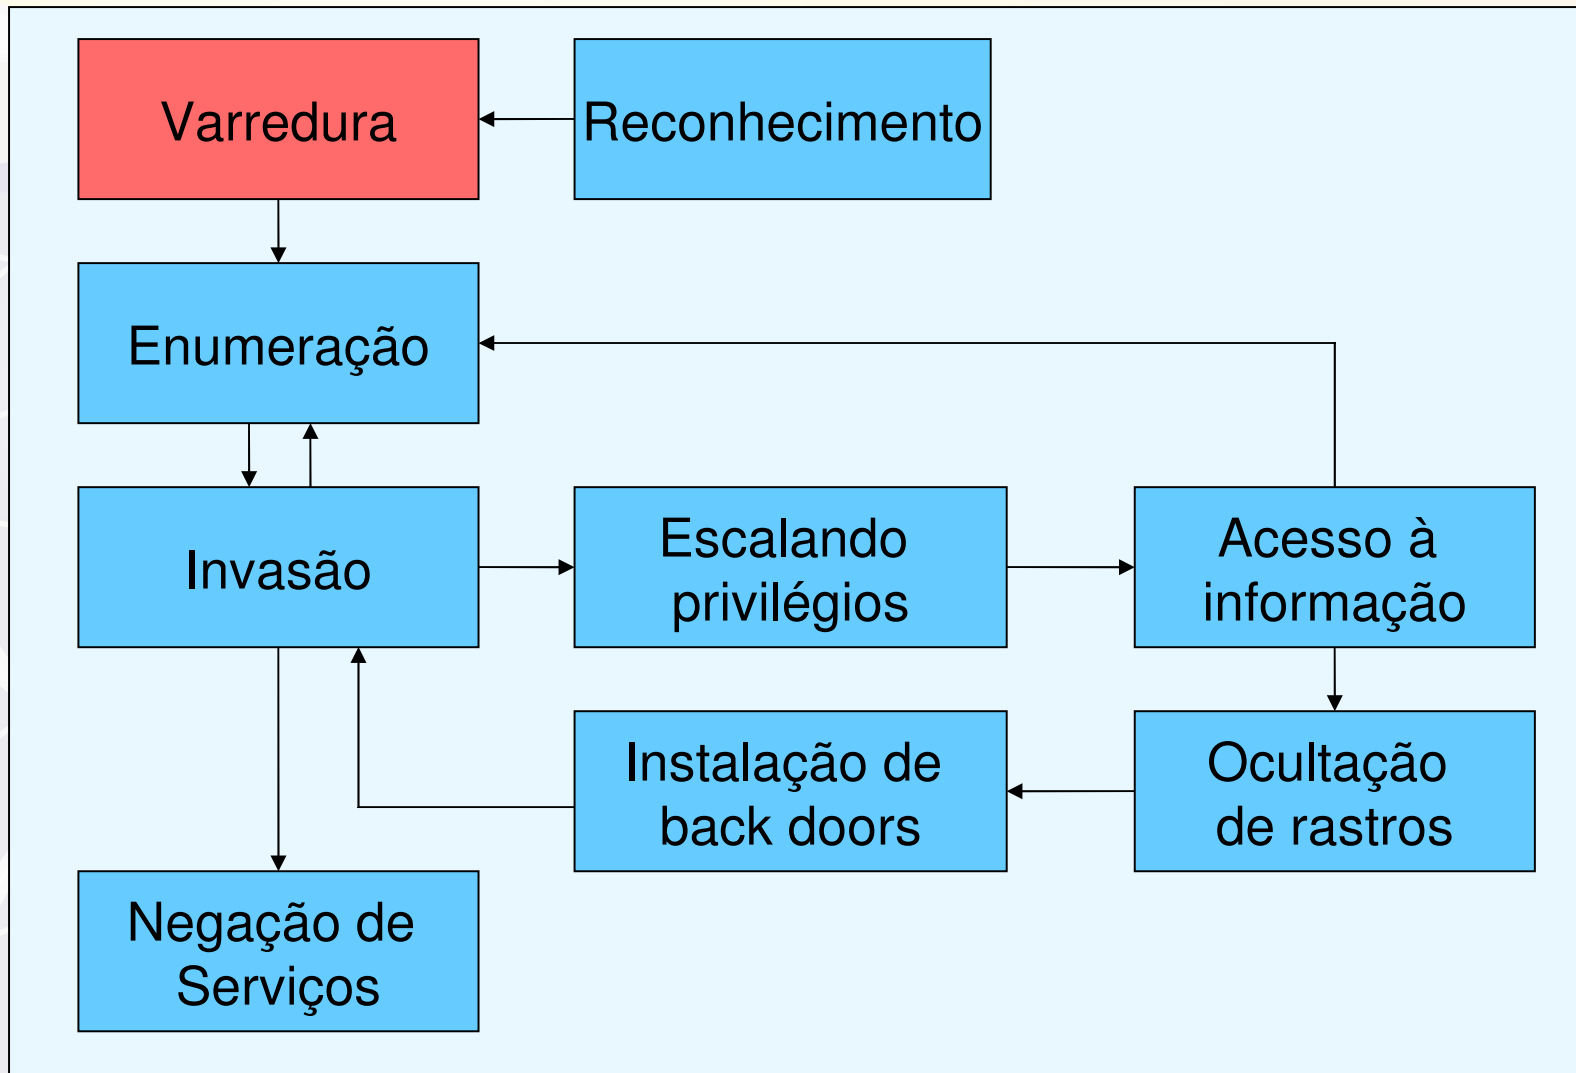 Varredura
Reconhecimento
Enumeração
Invasão
Escalando
privilégios
Acesso à
informação
Instalação de
back doors
Ocultação
de rastros
Negação de
Serviços